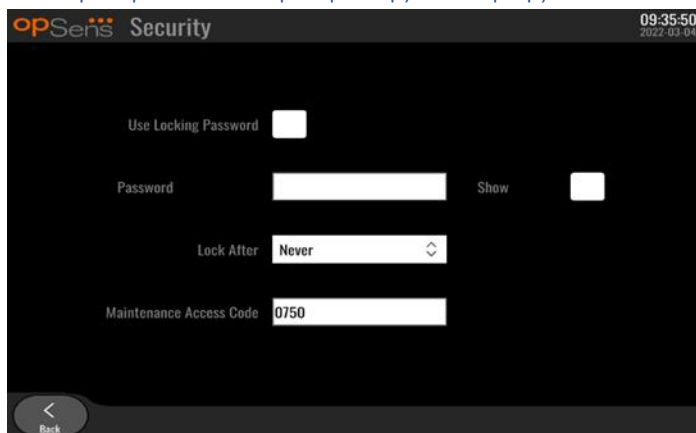 opSens Security
09:35:50
2022-03-04
Use Locking Password
Password
Show
Lock After Never
Maintenance Access Code 0750
Back